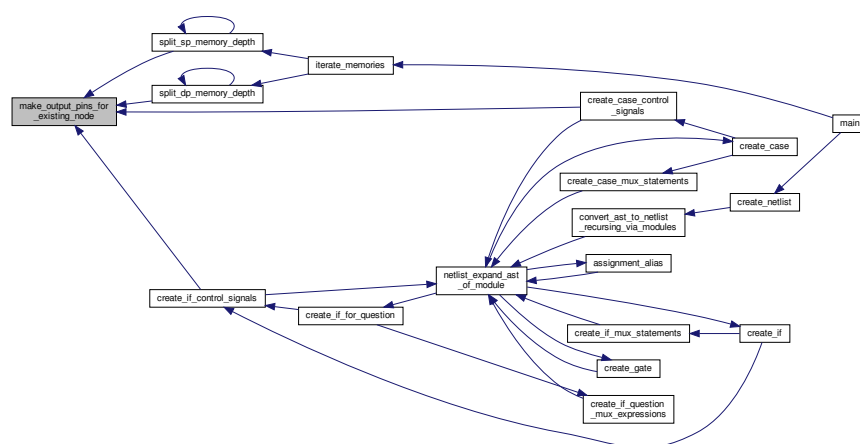 split_sp_memory_depth
iterate_memories
split_dp_memory_depth
make_output_pins_for
_existing_node
create_case_control
_signals
main
create_case
create_case_mux_statements
create_netlist
convert_ast_to_netlist
_recursing_via_modules
netlist_expand_ast
_of_module
assignment_alias
create_if_control_signals
create_if_for_question
create_if_mux_statements
create_if
create_gate
create_if_question
_mux_expressions